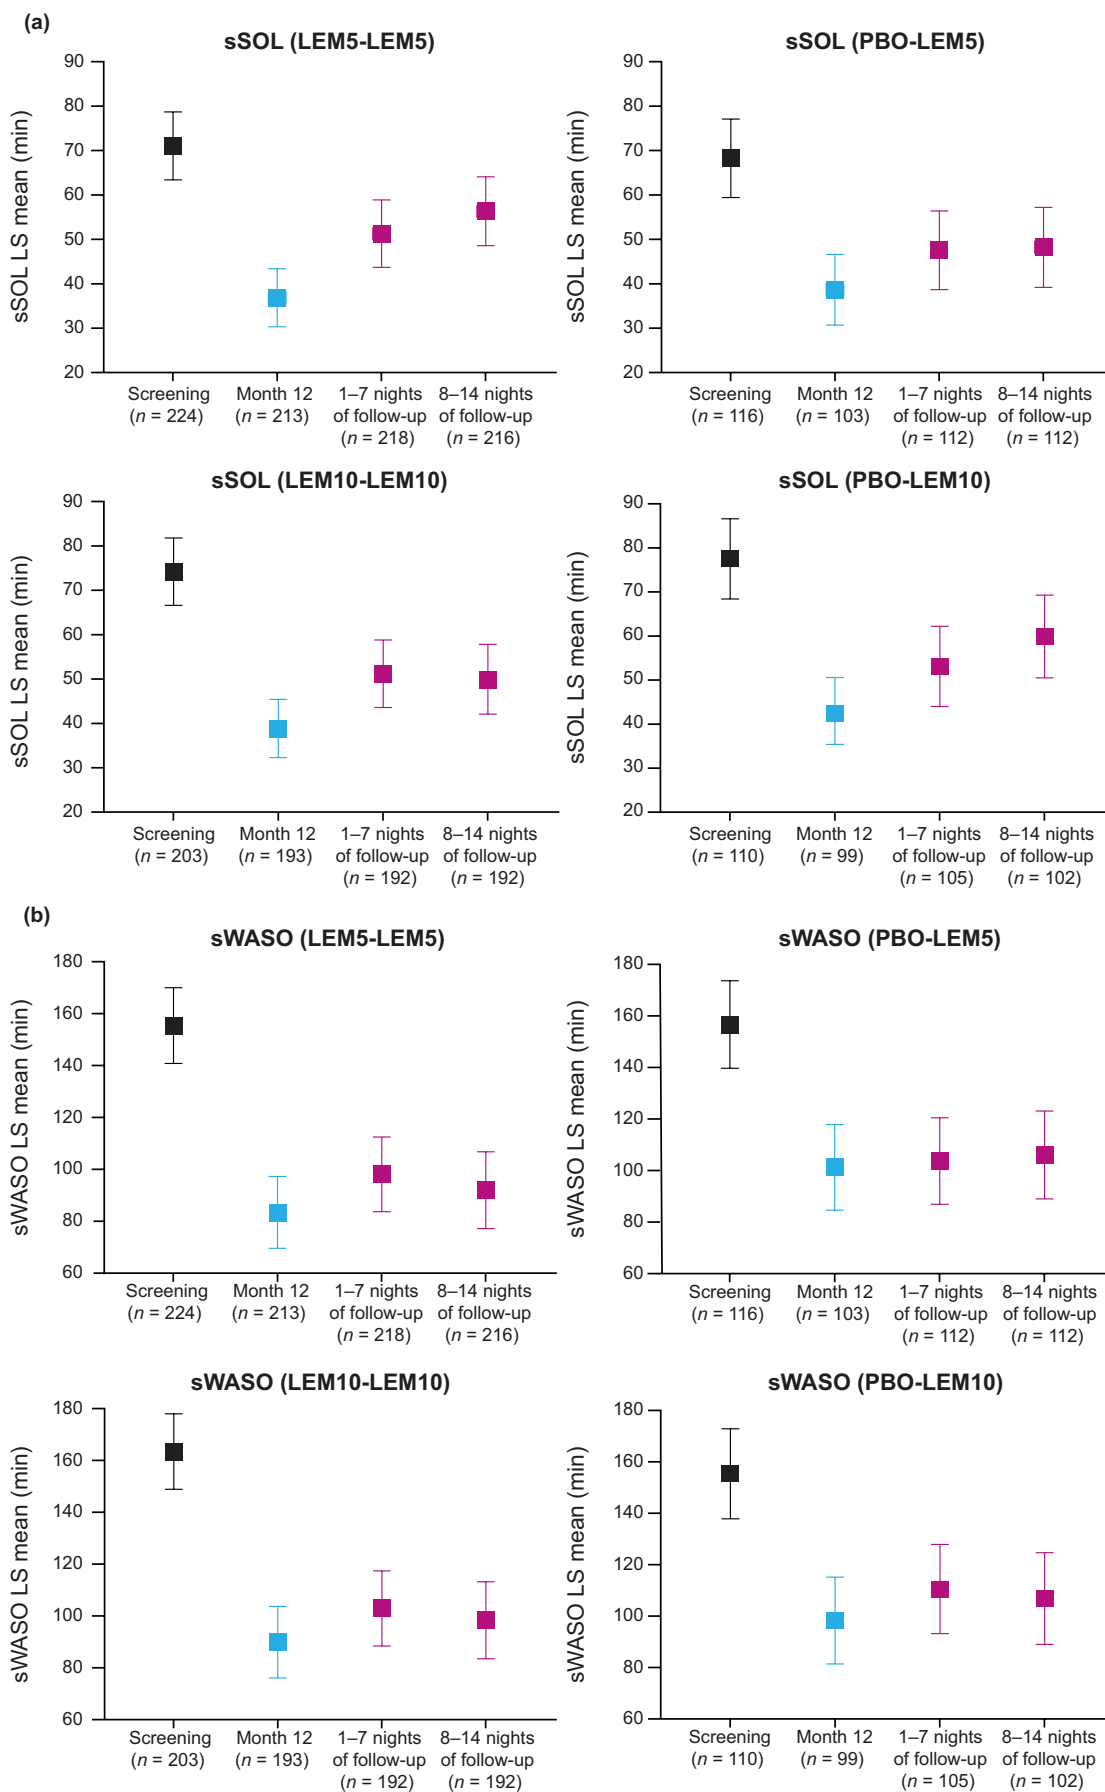 (a)
sSOL (LEM5-LEM5)
sSOL LS mean (min)
90
80
70
60
50
40
30
20
Screening
(n = 224)
Month 12
(n = 213)
1–7 nights
of follow-up
(n = 218)
8–14 nights
of follow-up
(n = 216)
sSOL (PBO-LEM5)
sSOL LS mean (min)
90
80
70
60
50
40
30
20
Screening
(n = 116)
Month 12
(n = 103)
1–7 nights
of follow-up
(n = 112)
8–14 nights
of follow-up
(n = 112)
sSOL (LEM10-LEM10)
sSOL LS mean (min)
90
80
70
60
50
40
30
20
Screening
(n = 203)
Month 12
(n = 193)
1–7 nights
of follow-up
(n = 192)
8–14 nights
of follow-up
(n = 192)
sSOL (PBO-LEM10)
sSOL LS mean (min)
90
80
70
60
50
40
30
20
Screening
(n = 110)
Month 12
(n = 99)
1–7 nights
of follow-up
(n = 105)
8–14 nights
of follow-up
(n = 102)
(b)
sWASO (LEM5-LEM5)
sWASO LS mean (min)
180
160
140
120
100
80
60
Screening
(n = 224)
Month 12
(n = 213)
1–7 nights
of follow-up
(n = 218)
8–14 nights
of follow-up
(n = 216)
sWASO (PBO-LEM5)
sWASO LS mean (min)
180
160
140
120
100
80
60
Screening
(n = 116)
Month 12
(n = 103)
1–7 nights
of follow-up
(n = 112)
8–14 nights
of follow-up
(n = 112)
sWASO (LEM10-LEM10)
sWASO LS mean (min)
180
160
140
120
100
80
60
Screening
(n = 203)
Month 12
(n = 193)
1–7 nights
of follow-up
(n = 192)
8–14 nights
of follow-up
(n = 192)
sWASO (PBO-LEM10)
sWASO LS mean (min)
180
160
140
120
100
80
60
Screening
(n = 110)
Month 12
(n = 99)
1–7 nights
of follow-up
(n = 105)
8–14 nights
of follow-up
(n = 102)